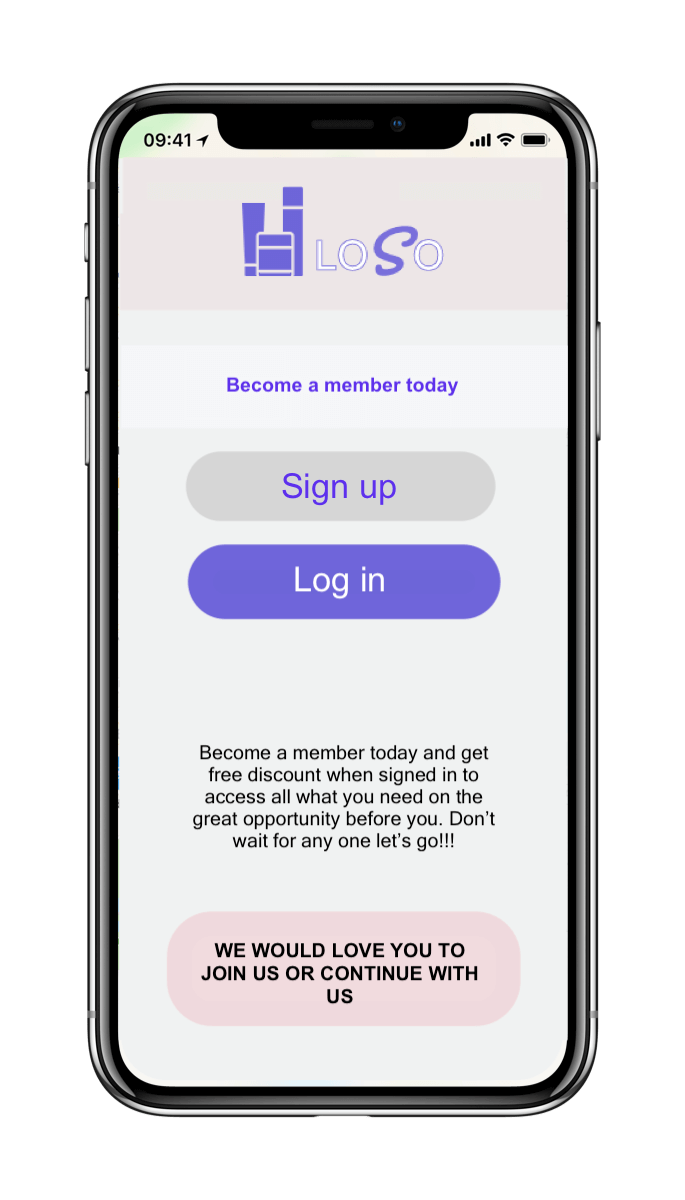 09:41
LOSO
Become a member today
Sign up
Log in
Become a member today and get
free discount when signed in to
access all what you need on the
great opportunity before you. Don’t
wait for any one let’s go!!!
WE WOULD LOVE YOU TO
JOIN US OR CONTINUE WITH
US